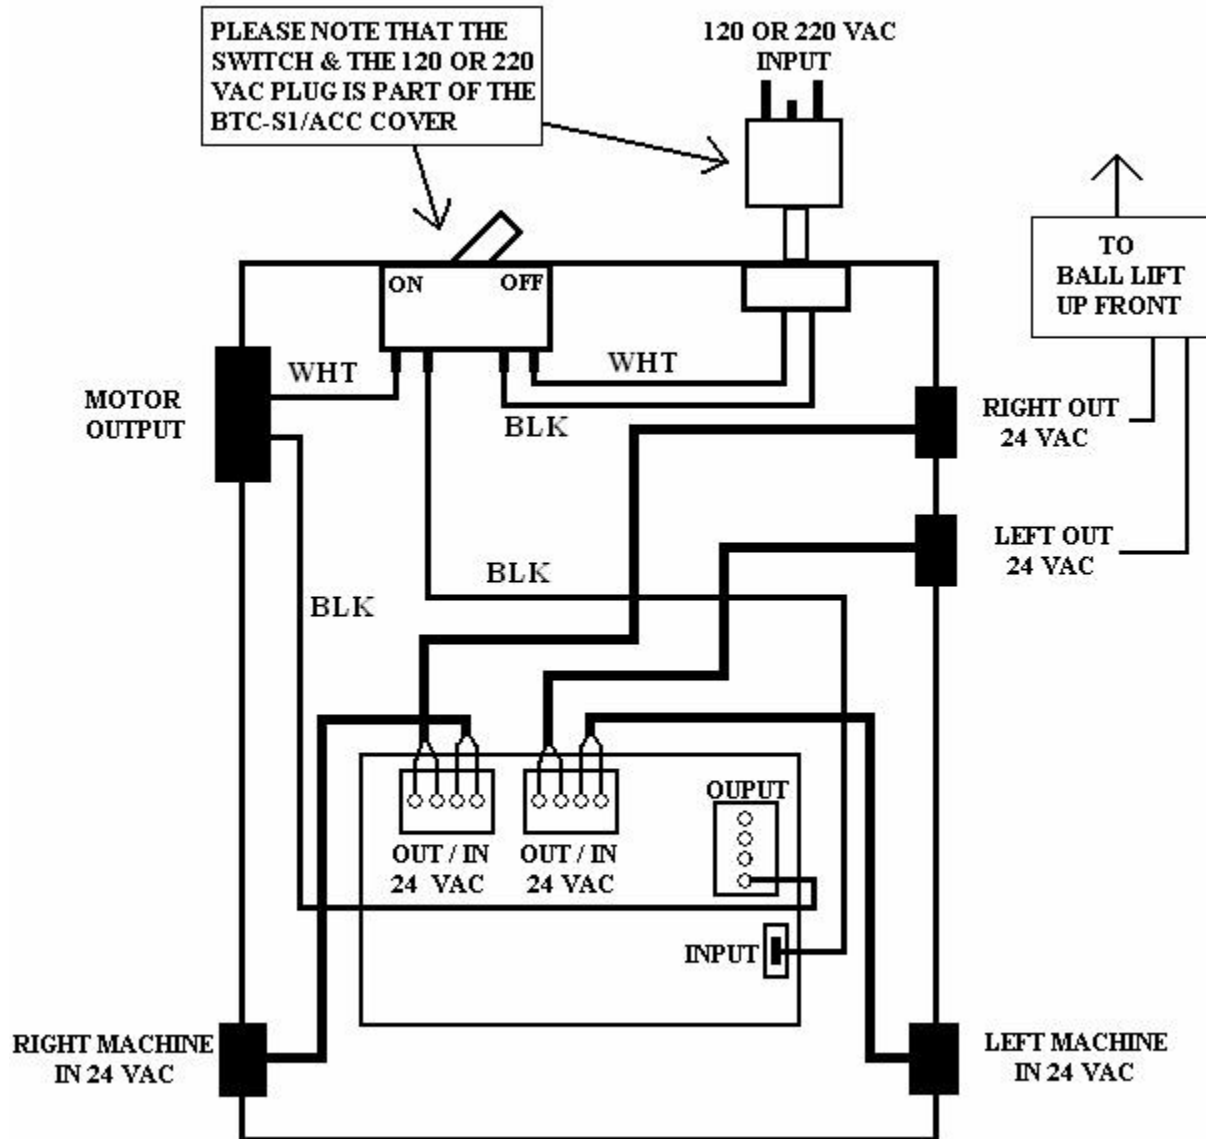 PLEASE NOTE THAT THE
SWITCH & THE 120 OR 220
VAC PLUG IS PART OF THE
BTC-S1/ACC COVER
120 OR 220 VAC
INPUT
TO
BALL LIFT
UP FRONT
ON
OFF
WHT
WHT
MOTOR
OUTPUT
BLK
RIGHT OUT
24 VAC
LEFT OUT
24 VAC
BLK
BLK
OUPUT
OUT / IN
24 VAC
OUT / IN
24 VAC
INPUT
RIGHT MACHINE
IN 24 VAC
LEFT MACHINE
IN 24 VAC